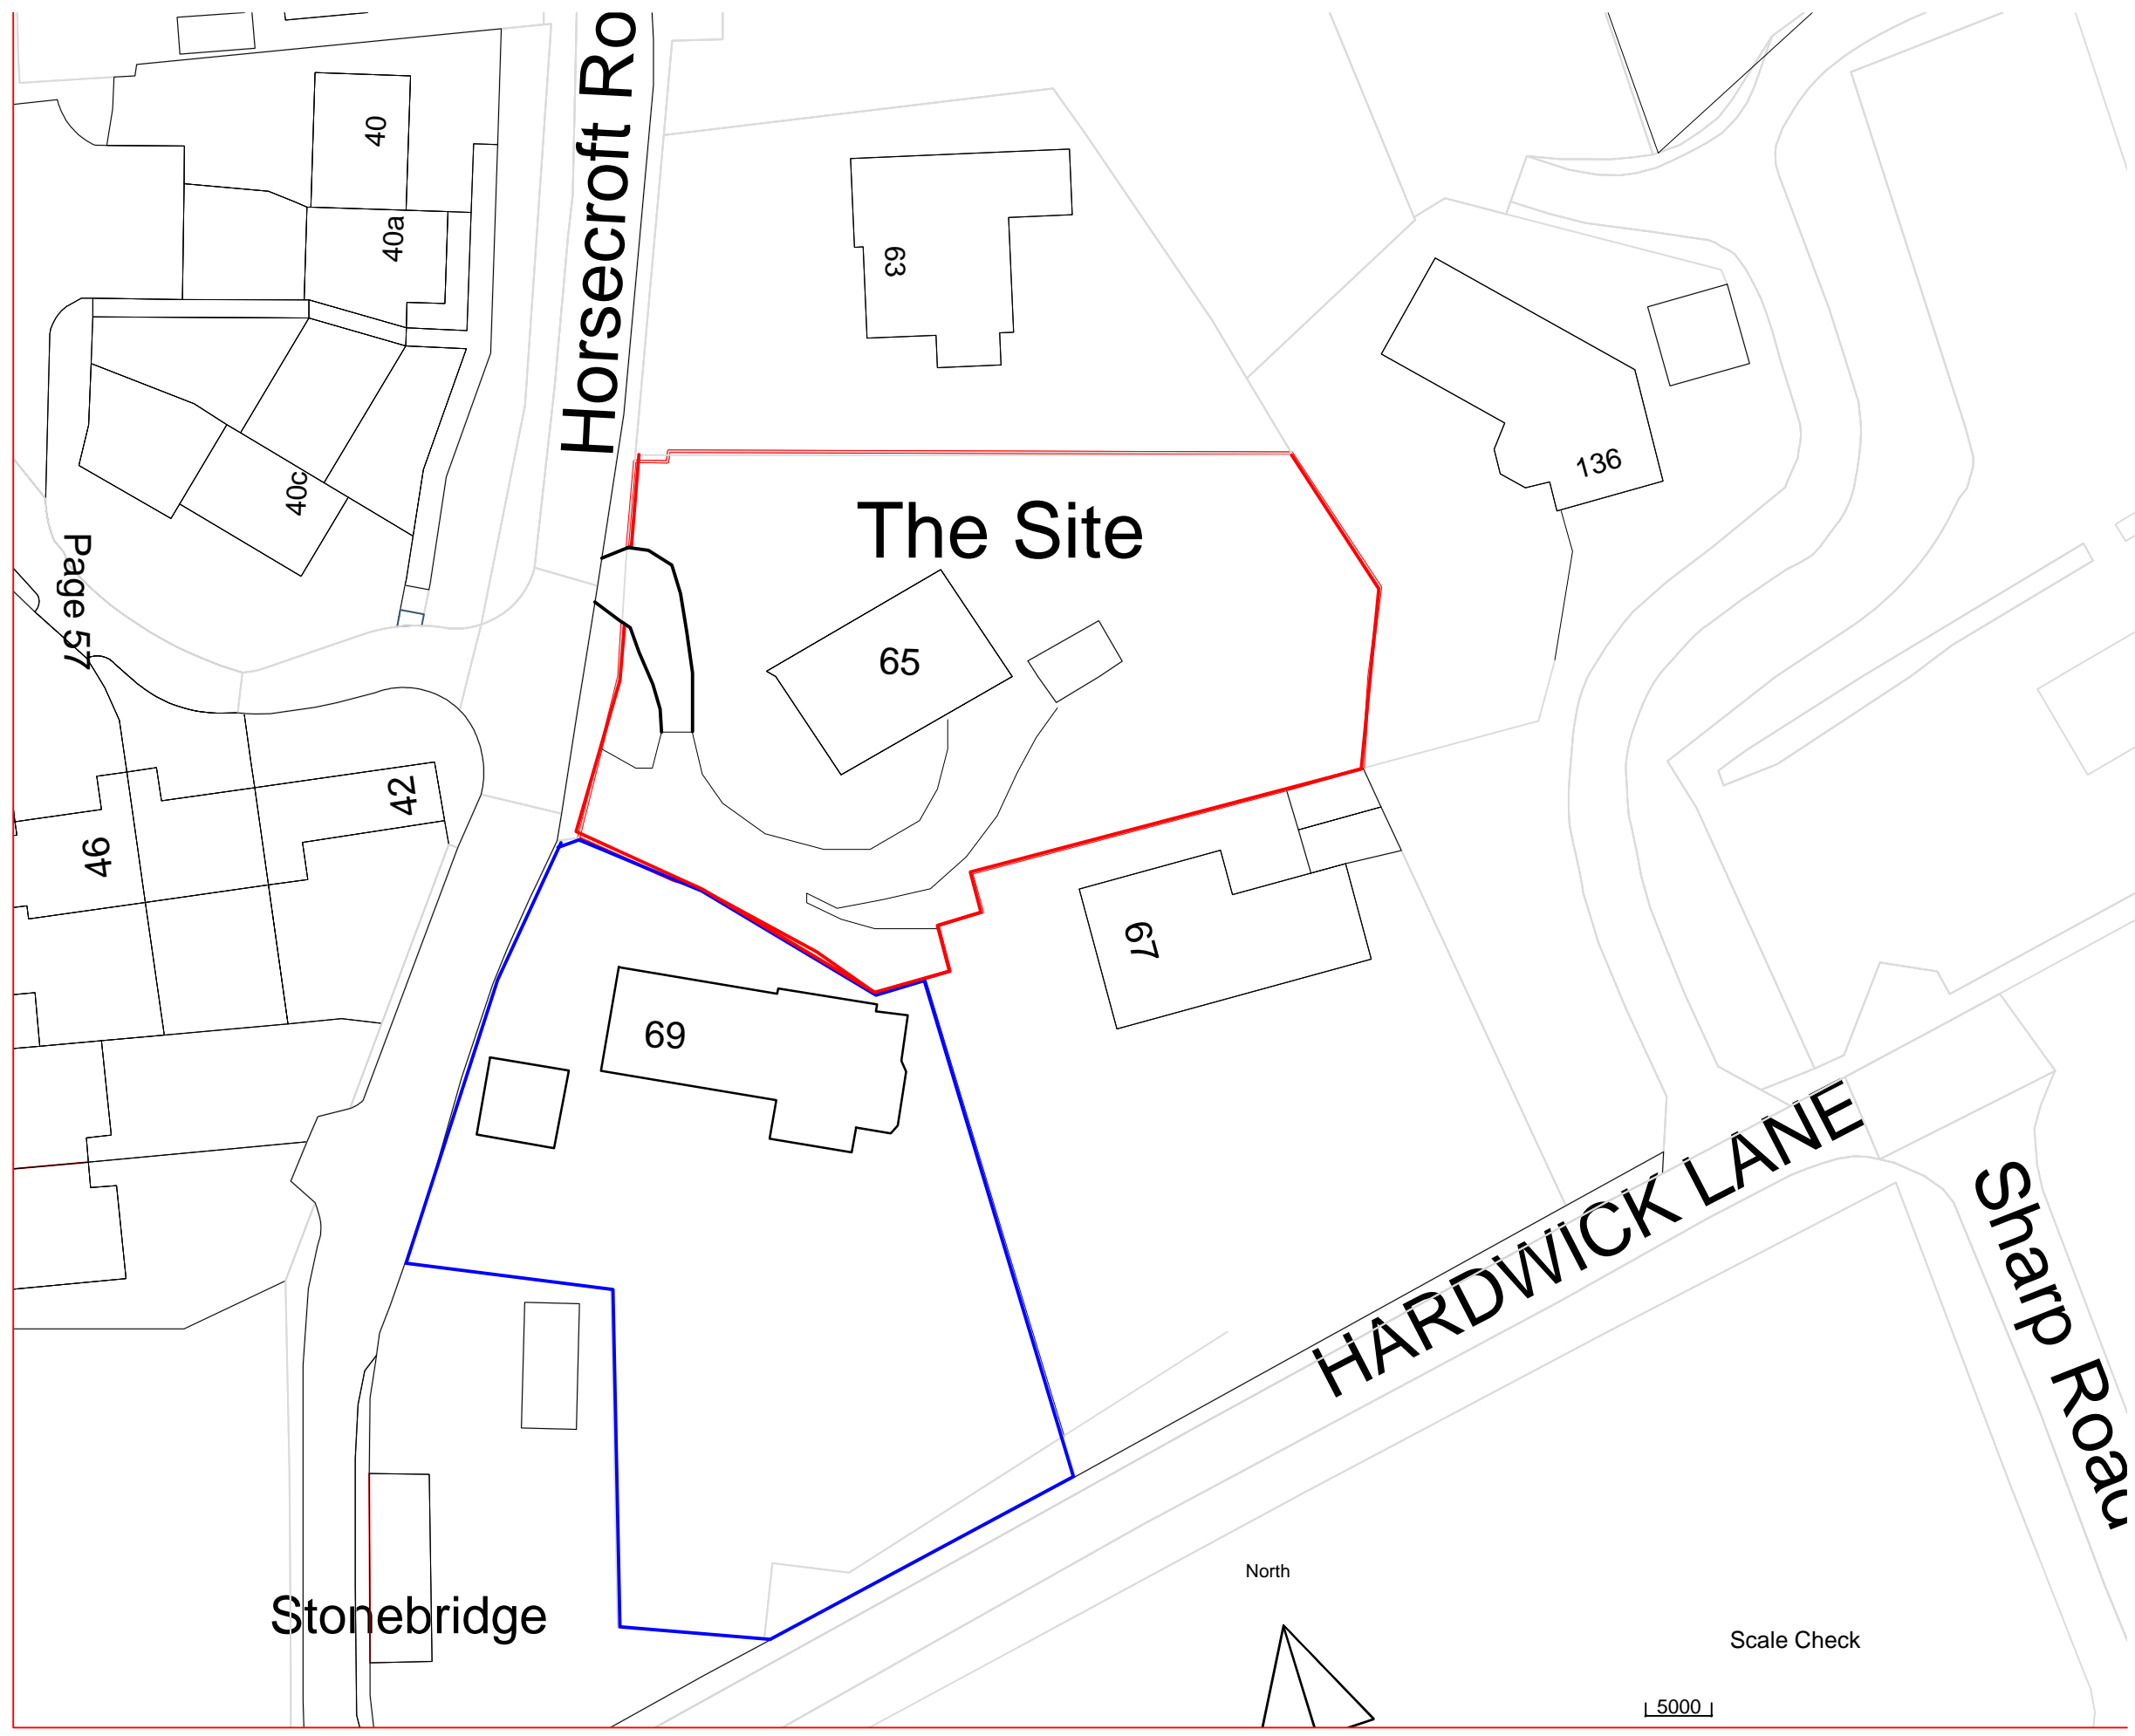 Horsecroft Ro
40
40a
63
40c
136
The Site
Page 57
65
42
46
67
69
HARDWICK LANE
Sharp Road
Stonebridge
North
Scale Check
5000